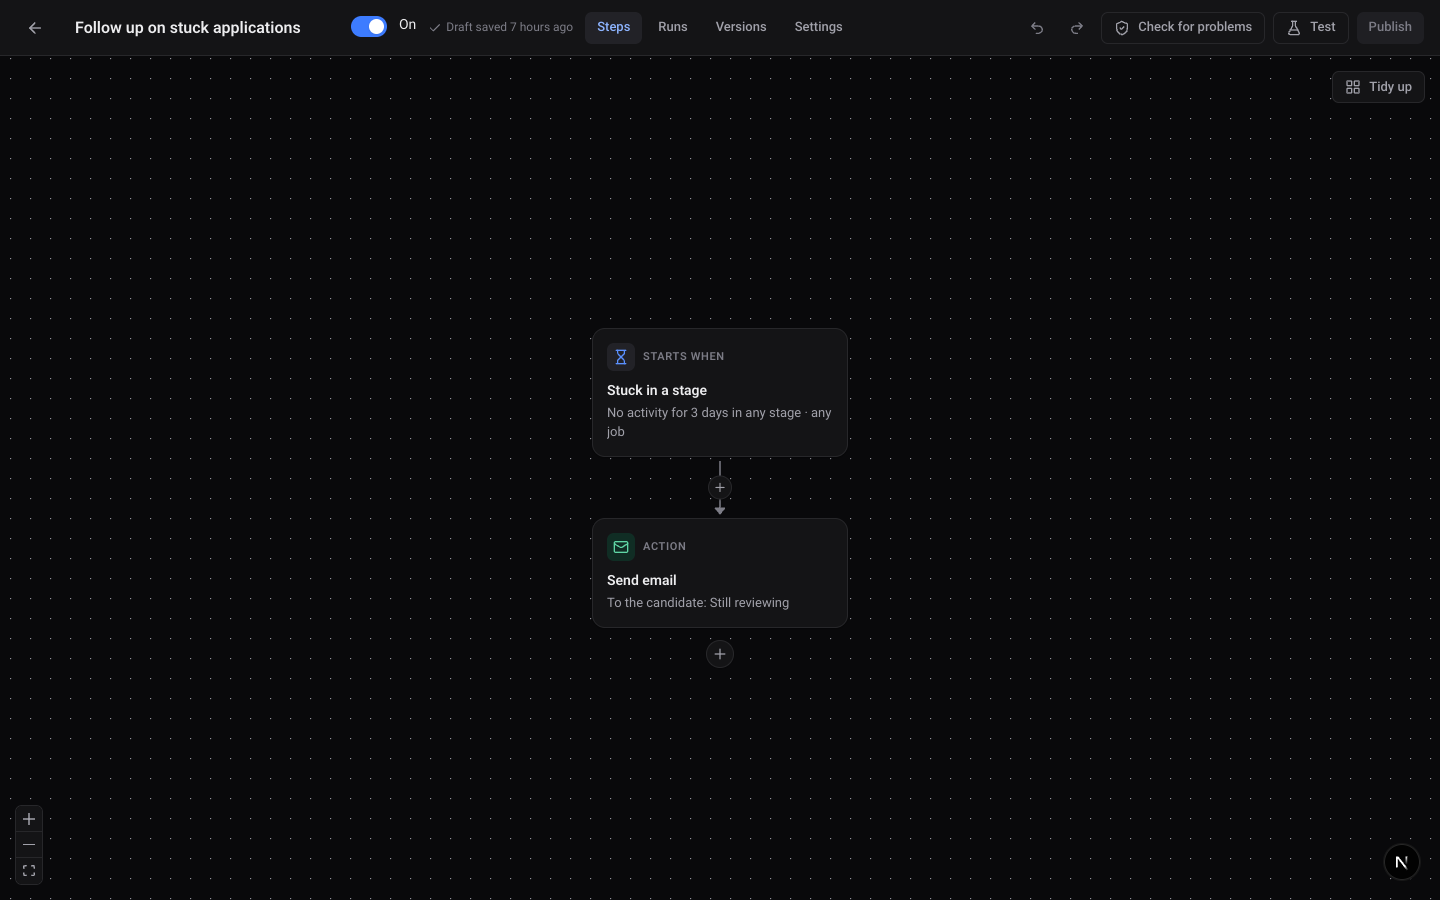 Follow up on stuck applications
On
Draft saved 7 hours ago
Steps
Runs
Versions
Settings
Check for problems
Test
Publish
Tidy up
STARTS WHEN
Stuck in a stage
No activity for 3 days in any stage · any
job
ACTION
Send email
To the candidate: Still reviewing
N